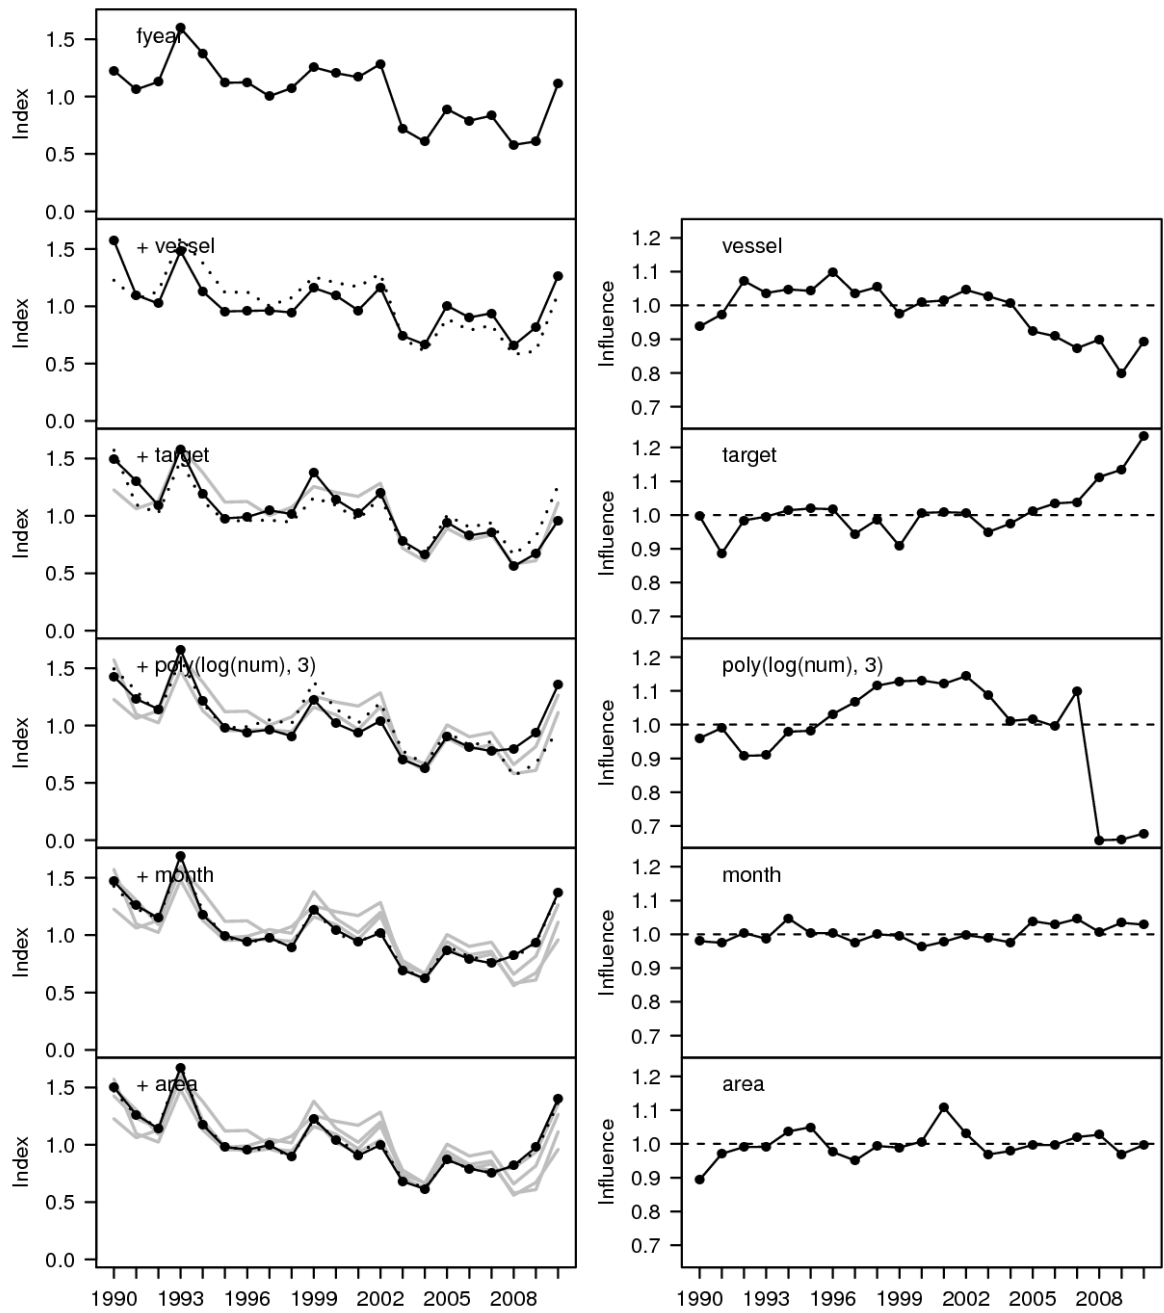 fyear
Index
1.5
1.0
0.5
0.0
+ vessel
Index
1.5
1.0
0.5
0.0
vessel
Influence
1.2
1.1
1.0
0.9
0.8
0.7
+ target
Index
1.5
1.0
0.5
0.0
target
Influence
1.2
1.1
1.0
0.9
0.8
0.7
+ poly(log(num), 3)
Index
1.5
1.0
0.5
0.0
poly(log(num), 3)
Influence
1.2
1.1
1.0
0.9
0.8
0.7
+ month
Index
1.5
1.0
0.5
0.0
month
Influence
1.2
1.1
1.0
0.9
0.8
0.7
+ area
Index
1.5
1.0
0.5
0.0
1990 1993 1996 1999 2002 2005 2008
area
Influence
1.2
1.1
1.0
0.9
0.8
0.7
1990 1993 1996 1999 2002 2005 2008